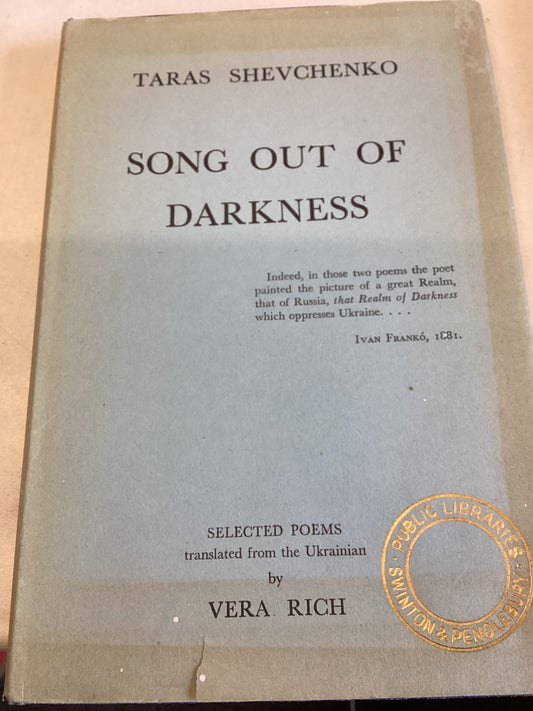 TARAS SHEVCHENKO
SONG OUT OF
DARKNESS
Indeed, in those two poems the poet
painted the picture of a great Realm,
that of Russia, that Realm of Darkness
which oppresses Ukraine. . . .
IVAN FRANKÓ, 1881.
SELECTED POEMS
translated from the Ukrainian
by
VERA RICH
· PUBLIC LIBRARIES ·
SWINTON & PENDLEBURY